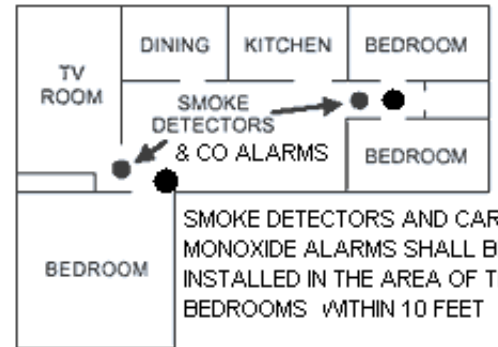 DINING
KITCHEN
BEDROOM
TV
ROOM
SMOKE
DETECTORS
& CO ALARMS
BEDROOM
BEDROOM
SMOKE DETECTORS AND CAR
MONOXIDE ALARMS SHALL B
INSTALLED IN THE AREA OF T
BEDROOMS WITHIN 10 FEET